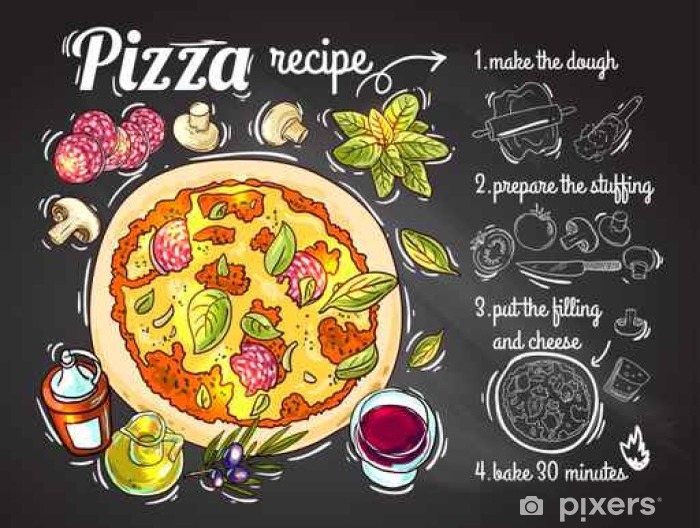 Pizza recipe
1. make the dough
2. prepare the stuffing
3. put the filling
and cheese
4. bake 30 minutes
pixers